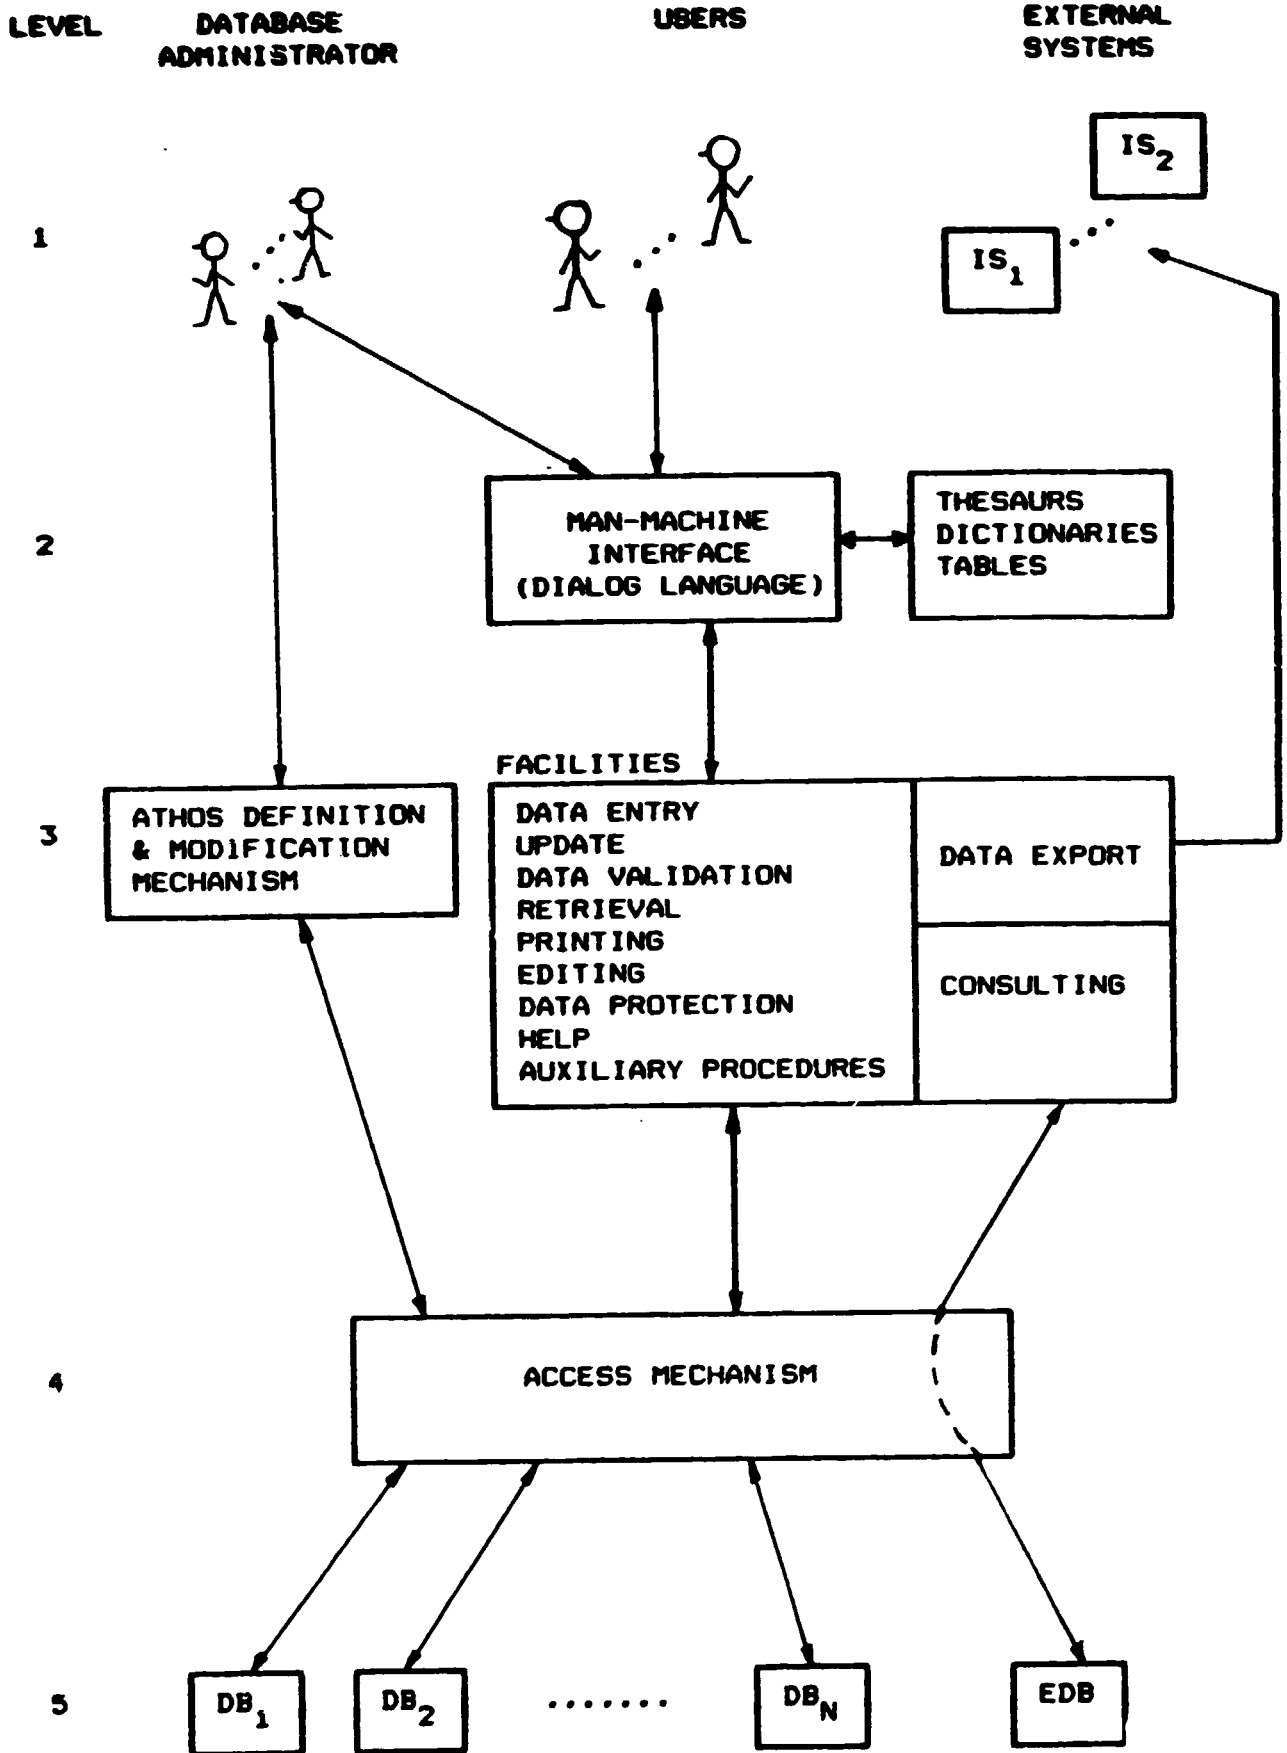 LEVEL
DATABASE
ADMINISTRATOR
USERS
EXTERNAL
SYSTEMS
IS2
1
IS1
2
MAN-MACHINE
INTERFACE
(DIALOG LANGUAGE)
THESAURS
DICTIONARIES
TABLES
FACILITIES
3
ATHOS DEFINITION
& MODIFICATION
MECHANISM
DATA ENTRY
UPDATE
DATA VALIDATION
RETRIEVAL
PRINTING
EDITING
DATA PROTECTION
HELP
AUXILIARY PROCEDURES
DATA EXPORT
CONSULTING
4
ACCESS MECHANISM
5
DB1
DB2
.......
DBN
EDB